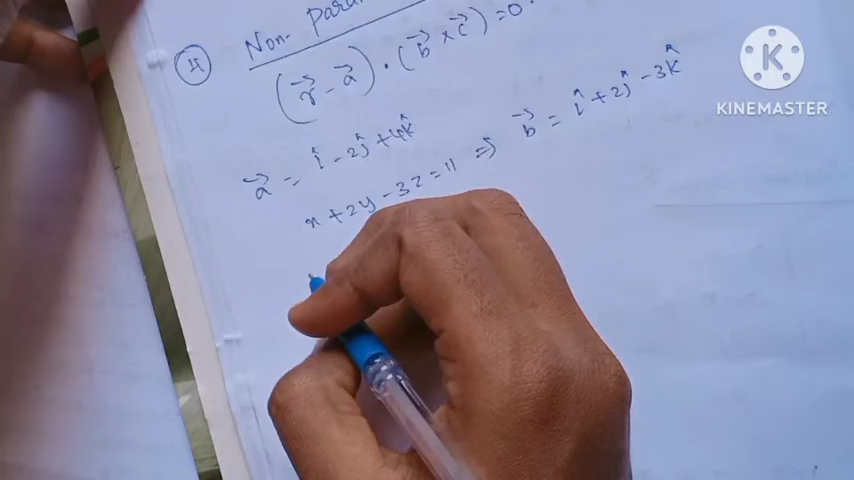 ④ Non- Para
(r⃗ - a⃗) · (b⃗ × c⃗) = 0
a⃗ = î - 2ĵ + 4k̂
x + 2y - 3z = 11 ⇒ b⃗ = î + 2ĵ - 3k̂
KINEMASTER